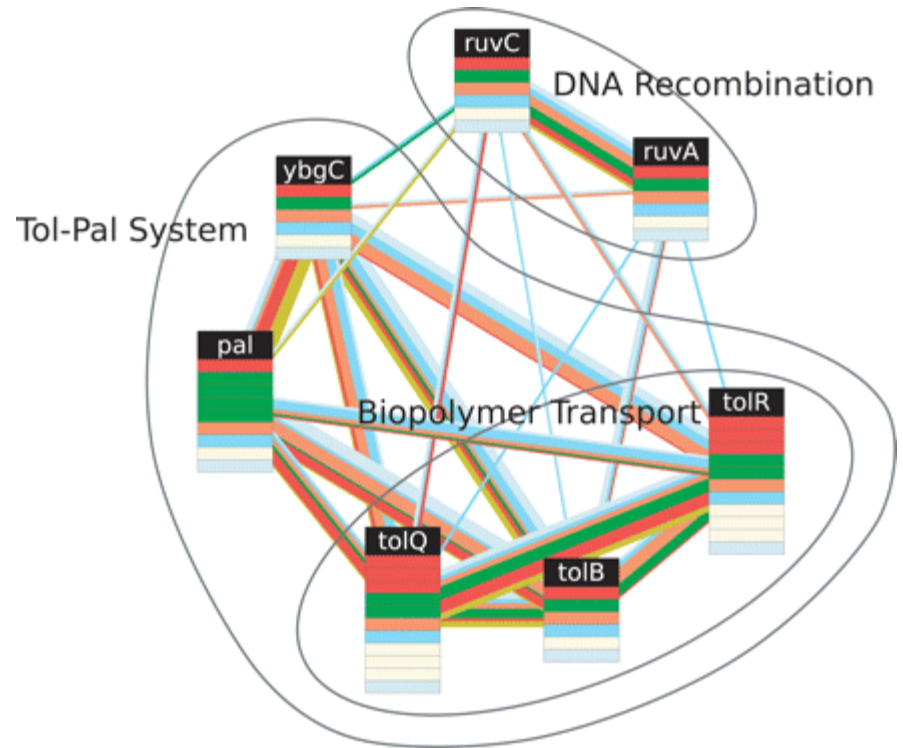 ruvC
DNA Recombination
ruvA
ybgC
Tol-Pal System
pal
Biopolymer Transport
tolR
tolQ
tolB